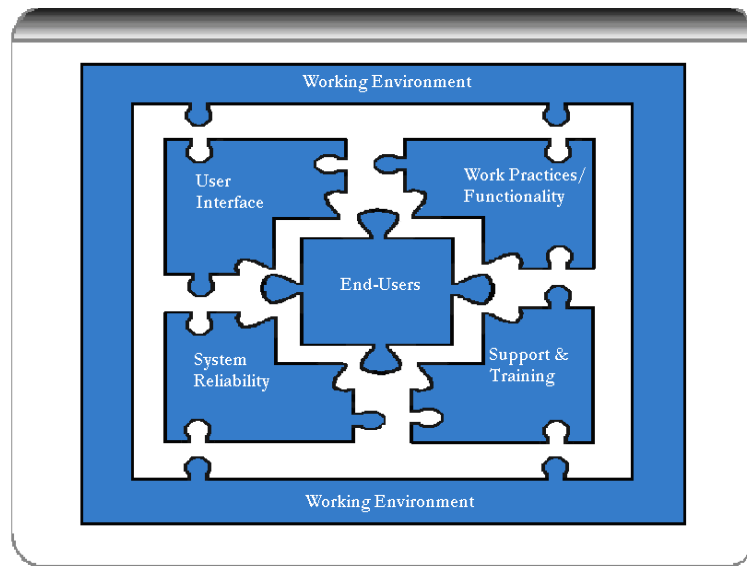 Working Environment
User
Interface
Work Practices/
Functionality
End-Users
System
Reliability
Support &
Training
Working Environment